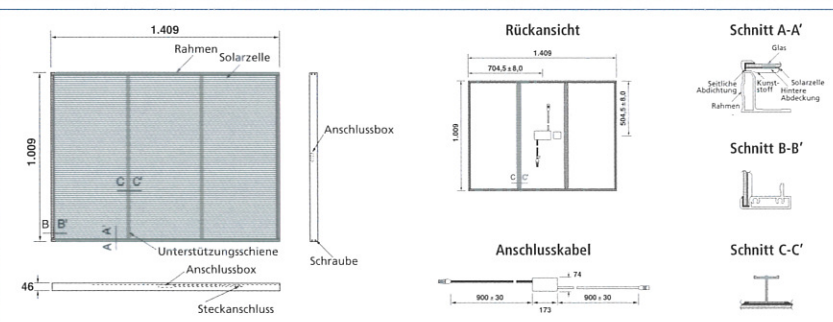 1.409
Rahmen
Solarzelle
1.009
Anschlussbox
C C'
B B'
A A'
Unterstützungsschiene
Anschlussbox
Schraube
46
Steckanschluss
Rückansicht
1.409
704,5 ± 8,0
504,5 ± 8,0
1.009
C C'
Anschlusskabel
74
900 ± 30
900 ± 30
173
Schnitt A-A'
Glas
Seitliche
Abdichtung
Kunst-
stoff
Solarzelle
Hintere
Abdeckung
Rahmen
Schnitt B-B'
Schnitt C-C'